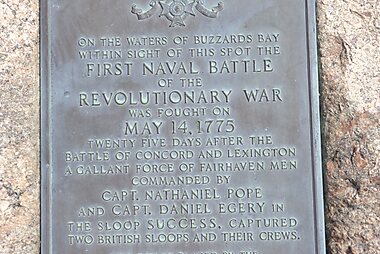 ON THE WATERS OF BUZZARDS BAY
WITHIN SIGHT OF THIS SPOT THE
FIRST NAVAL BATTLE
OF THE
REVOLUTIONARY WAR
WAS FOUGHT ON
MAY 14, 1775
TWENTY FIVE DAYS AFTER THE
BATTLE OF CONCORD AND LEXINGTON
A GALLANT FORCE OF FAIRHAVEN MEN
COMMANDED BY
CAPT. NATHANIEL POPE
AND CAPT. DANIEL EGERY IN
THE SLOOP SUCCESS, CAPTURED
TWO BRITISH SLOOPS AND THEIR CREWS.